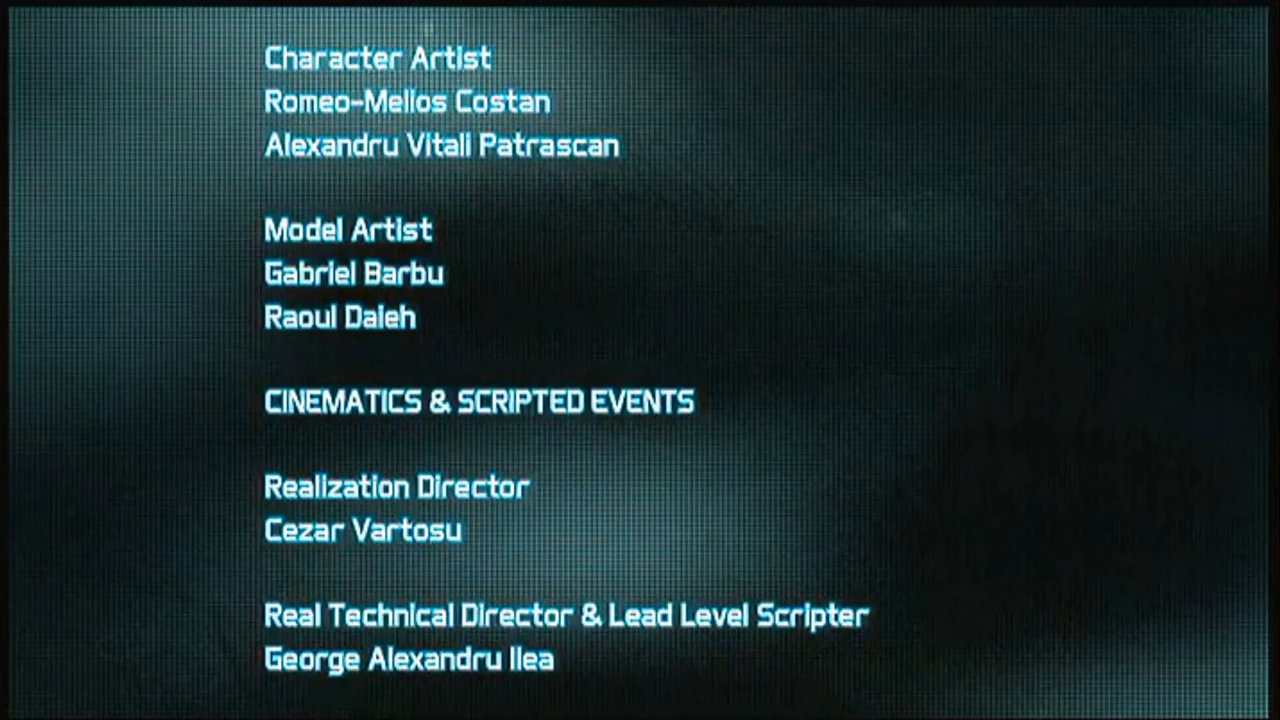 Character Artist
Romeo-Melios Costan
Alexandru Vitali Patrascan
Model Artist
Gabriel Barbu
Raoul Daieh
CINEMATICS & SCRIPTED EVENTS
Realization Director
Cezar Vartosu
Real Technical Director & Lead Level Scripter
George Alexandru Ilea